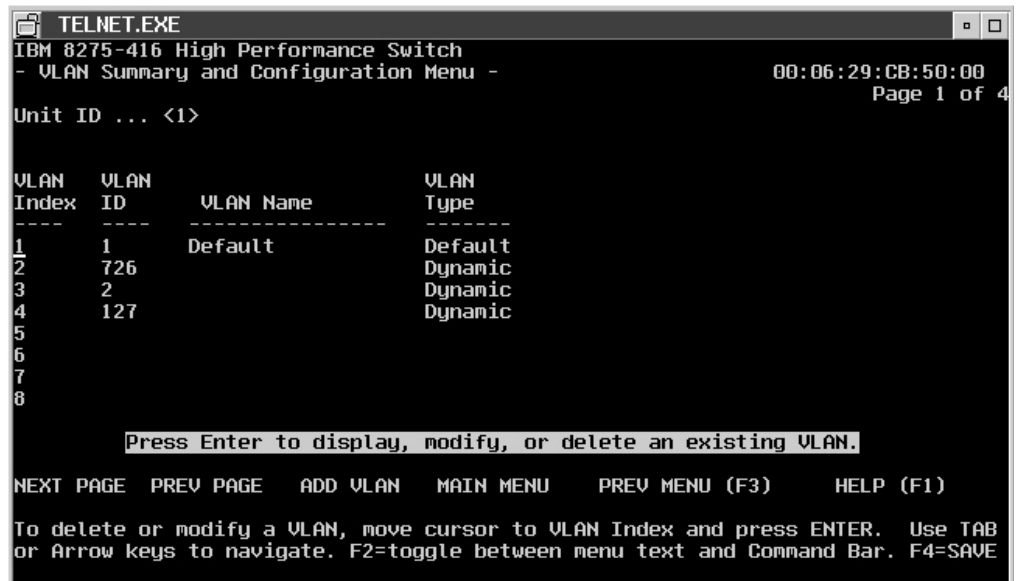 TELNET.EXE
IBM 8275-416 High Performance Switch
- VLAN Summary and Configuration Menu - 00:06:29:CB:50:00
Page 1 of 4
Unit ID ... <1>
VLAN VLAN VLAN
Index ID VLAN Name Type
---- ---- ---------------- -------
1 1 Default Default
2 726 Dynamic
3 2 Dynamic
4 127 Dynamic
5
6
7
8
Press Enter to display, modify, or delete an existing VLAN.
NEXT PAGE PREV PAGE ADD VLAN MAIN MENU PREV MENU (F3) HELP (F1)
To delete or modify a VLAN, move cursor to VLAN Index and press ENTER. Use TAB
or Arrow keys to navigate. F2=toggle between menu text and Command Bar. F4=SAVE